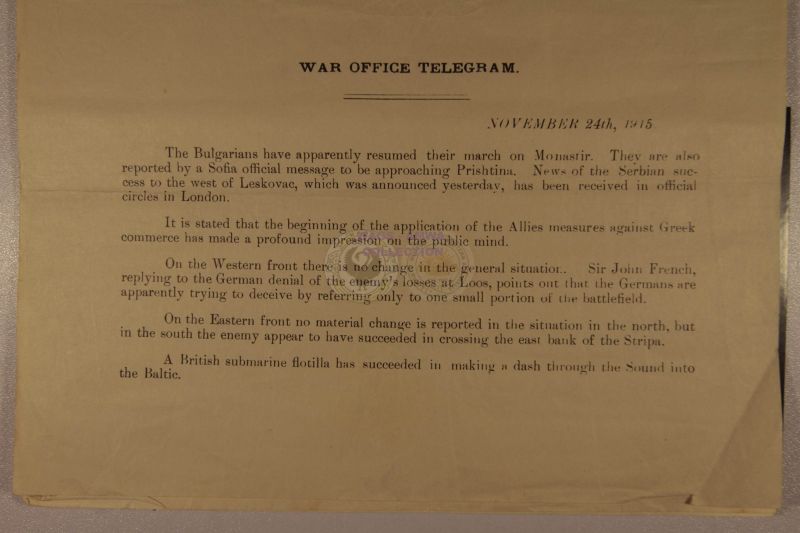 WAR OFFICE TELEGRAM.
NOVEMBER 24th, 1915
The Bulgarians have apparently resumed their march on Monastir. They are also
reported by a Sofia official message to be approaching Prishtina. News of the Serbian suc-
cess to the west of Leskovac, which was announced yesterday, has been received in official
circles in London.
It is stated that the beginning of the application of the Allies measures against Greek
commerce has made a profound impression on the public mind.
COLLECTION
On the Western front there is no change in the general situation. Sir John French,
replying to the German denial of the enemy's losses at Loos, points out that the Germans are
apparently trying to deceive by referring only to one small portion of the battlefield.
On the Eastern front no material change is reported in the situation in the north, but
in the south the enemy appear to have succeeded in crossing the east bank of the Stripa.
A British submarine flotilla has succeeded in making a dash through the Sound into
the Baltic.